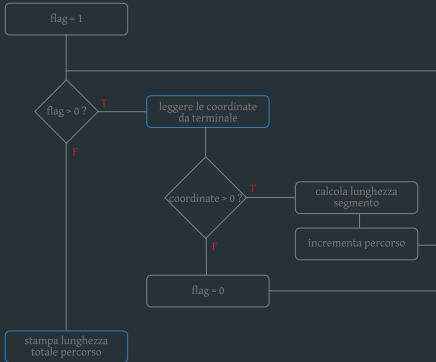 flag = 1
flag > 0 ?
T
F
leggere le coordinate
da terminale
coordinate > 0 ?
T
F
calcola lunghezza
segmento
incrementa percorso
flag = 0
stampa lunghezza
totale percorso